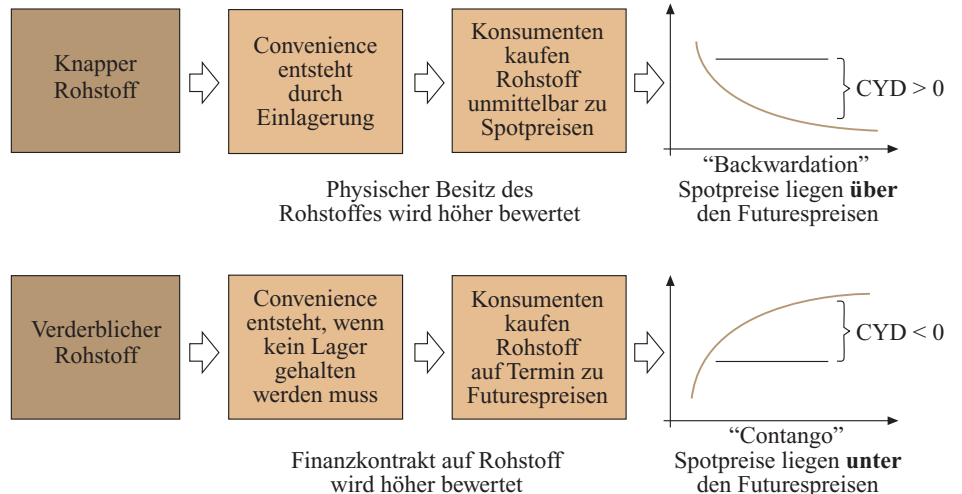 Knapper
Rohstoff
Convenience
entsteht
durch
Einlagerung
Konsumenten
kaufen
Rohstoff
unmittelbar zu
Spotpreisen
CYD > 0
“Backwardation”
Spotpreise liegen über
den Futurespreisen
Physischer Besitz des
Rohstoffes wird höher bewertet
Verderblicher
Rohstoff
Convenience
entsteht, wenn
kein Lager
gehalten
werden muss
Konsumenten
kaufen
Rohstoff
auf Termin zu
Futurespreisen
CYD < 0
“Contango”
Spotpreise liegen unter
den Futurespreisen
Finanzkontrakt auf Rohstoff
wird höher bewertet